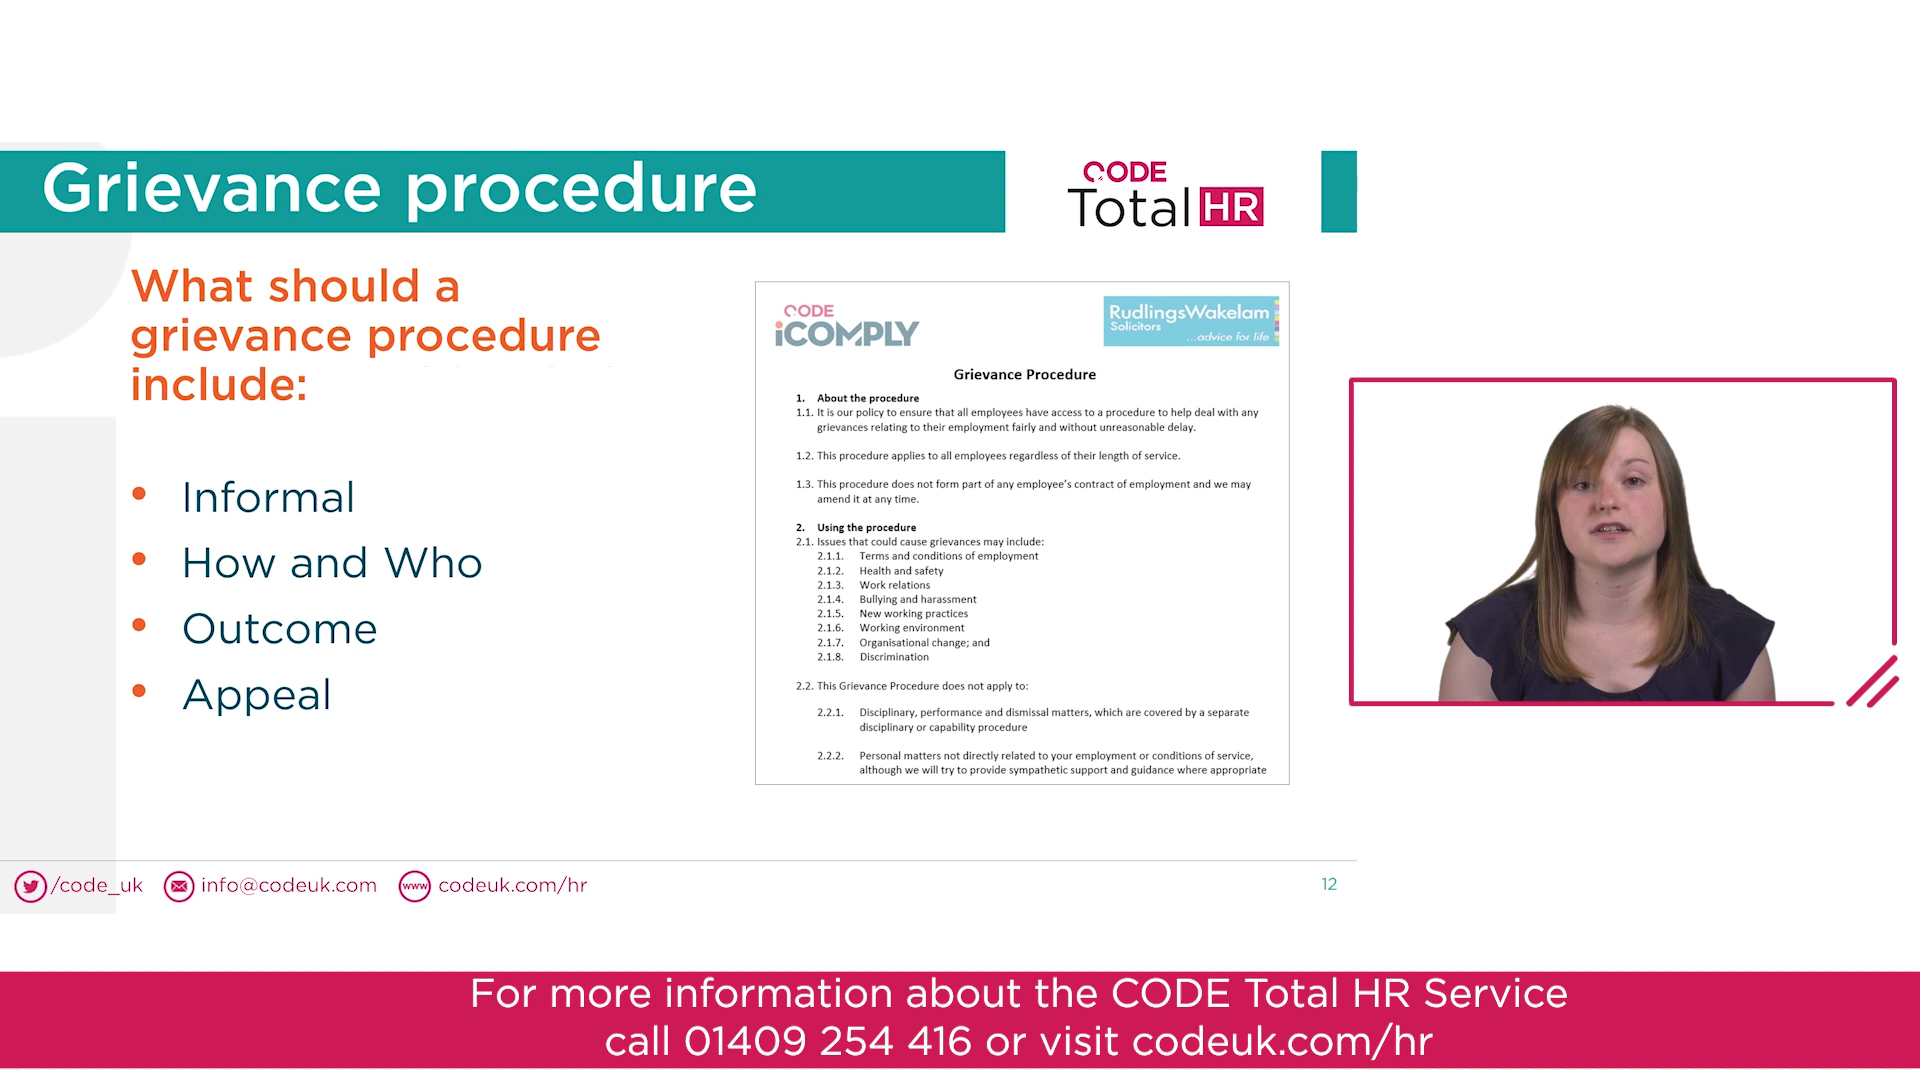 Grievance procedure
CODE
Total HR
What should a
grievance procedure
include:
• Informal
• How and Who
• Outcome
• Appeal
CODE
iCOMPLY
RudlingsWakelam
Solicitors
...advice for life
Grievance Procedure
1. About the procedure
1.1. It is our policy to ensure that all employees have access to a procedure to help deal with any
grievances relating to their employment fairly and without unreasonable delay.
1.2. This procedure applies to all employees regardless of their length of service.
1.3. This procedure does not form part of any employee's contract of employment and we may
amend it at any time.
2. Using the procedure
2.1. Issues that could cause grievances may include:
2.1.1. Terms and conditions of employment
2.1.2. Health and safety
2.1.3. Work relations
2.1.4. Bullying and harassment
2.1.5. New working practices
2.1.6. Working environment
2.1.7. Organisational change; and
2.1.8. Discrimination
2.2. This Grievance Procedure does not apply to:
2.2.1. Disciplinary, performance and dismissal matters, which are covered by a separate
disciplinary or capability procedure
2.2.2. Personal matters not directly related to your employment or conditions of service,
although we will try to provide sympathetic support and guidance where appropriate
/code_uk info@codeuk.com www codeuk.com/hr
12
For more information about the CODE Total HR Service
call 01409 254 416 or visit codeuk.com/hr